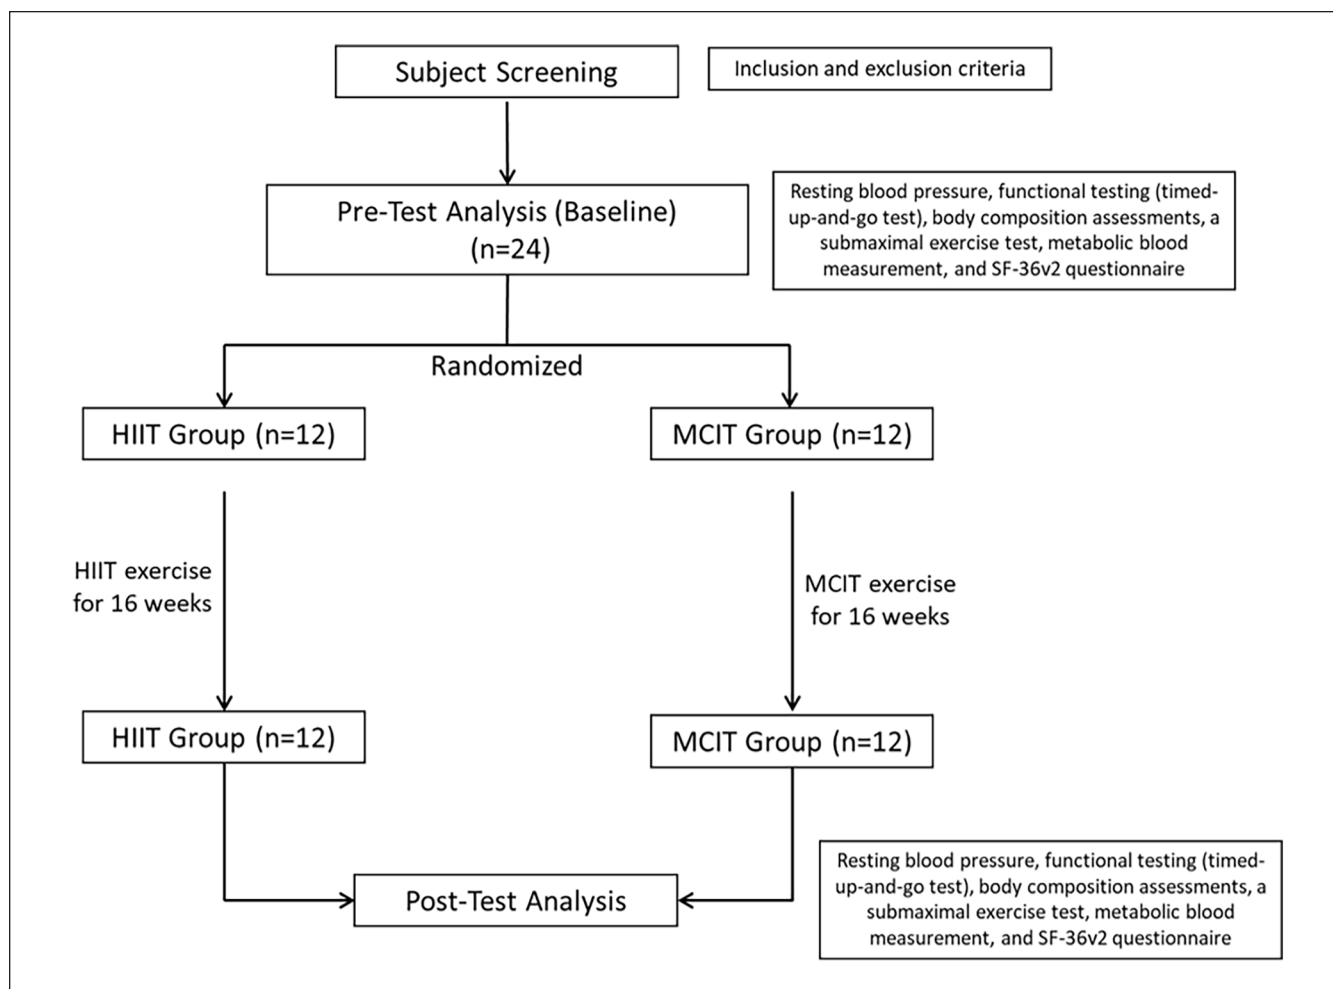 Subject Screening
Inclusion and exclusion criteria
Pre-Test Analysis (Baseline)
(n=24)
Resting blood pressure, functional testing (timed-
up-and-go test), body composition assessments, a
submaximal exercise test, metabolic blood
measurement, and SF-36v2 questionnaire
Randomized
HIIT Group (n=12)
MCIT Group (n=12)
HIIT exercise
for 16 weeks
MCIT exercise
for 16 weeks
HIIT Group (n=12)
MCIT Group (n=12)
Post-Test Analysis
Resting blood pressure, functional testing (timed-
up-and-go test), body composition assessments, a
submaximal exercise test, metabolic blood
measurement, and SF-36v2 questionnaire